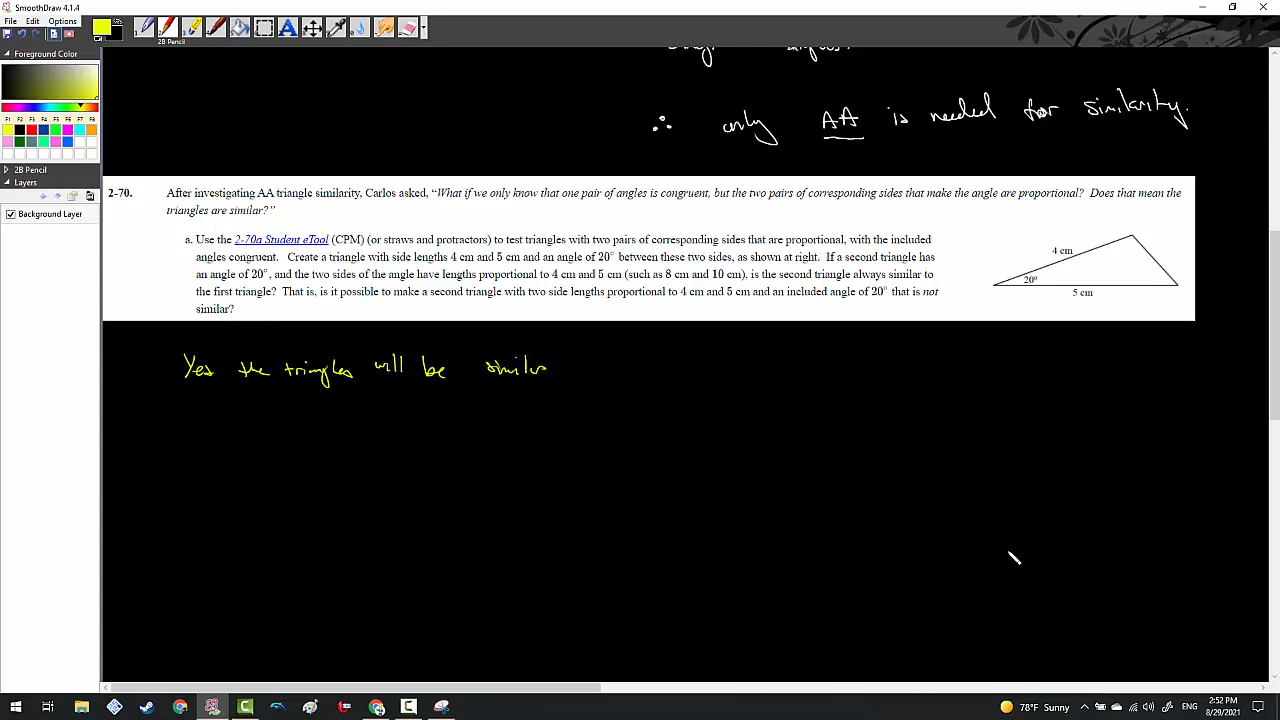 SmoothDraw 4.1.4
File Edit Options
2B Pencil
Foreground Color
F1 F2 F3 F4 F5 F6 F7 F8
2B Pencil
Layers
Background Layer
∴ only AA is needed for similarity.
2-70. After investigating AA triangle similarity, Carlos asked, “What if we only know that one pair of angles is congruent, but the two pairs of corresponding sides that make the angle are proportional? Does that mean the
triangles are similar?”
a. Use the 2-70a Student eTool (CPM) (or straws and protractors) to test triangles with two pairs of corresponding sides that are proportional, with the included
angles congruent. Create a triangle with side lengths 4 cm and 5 cm and an angle of 20° between these two sides, as shown at right. If a second triangle has
an angle of 20°, and the two sides of the angle have lengths proportional to 4 cm and 5 cm (such as 8 cm and 10 cm), is the second triangle always similar to
the first triangle? That is, is it possible to make a second triangle with two side lengths proportional to 4 cm and 5 cm and an included angle of 20° that is not
similar?
4 cm
20°
5 cm
Yes the triangles will be similar
78°F Sunny
ENG
2:52 PM
8/29/2021